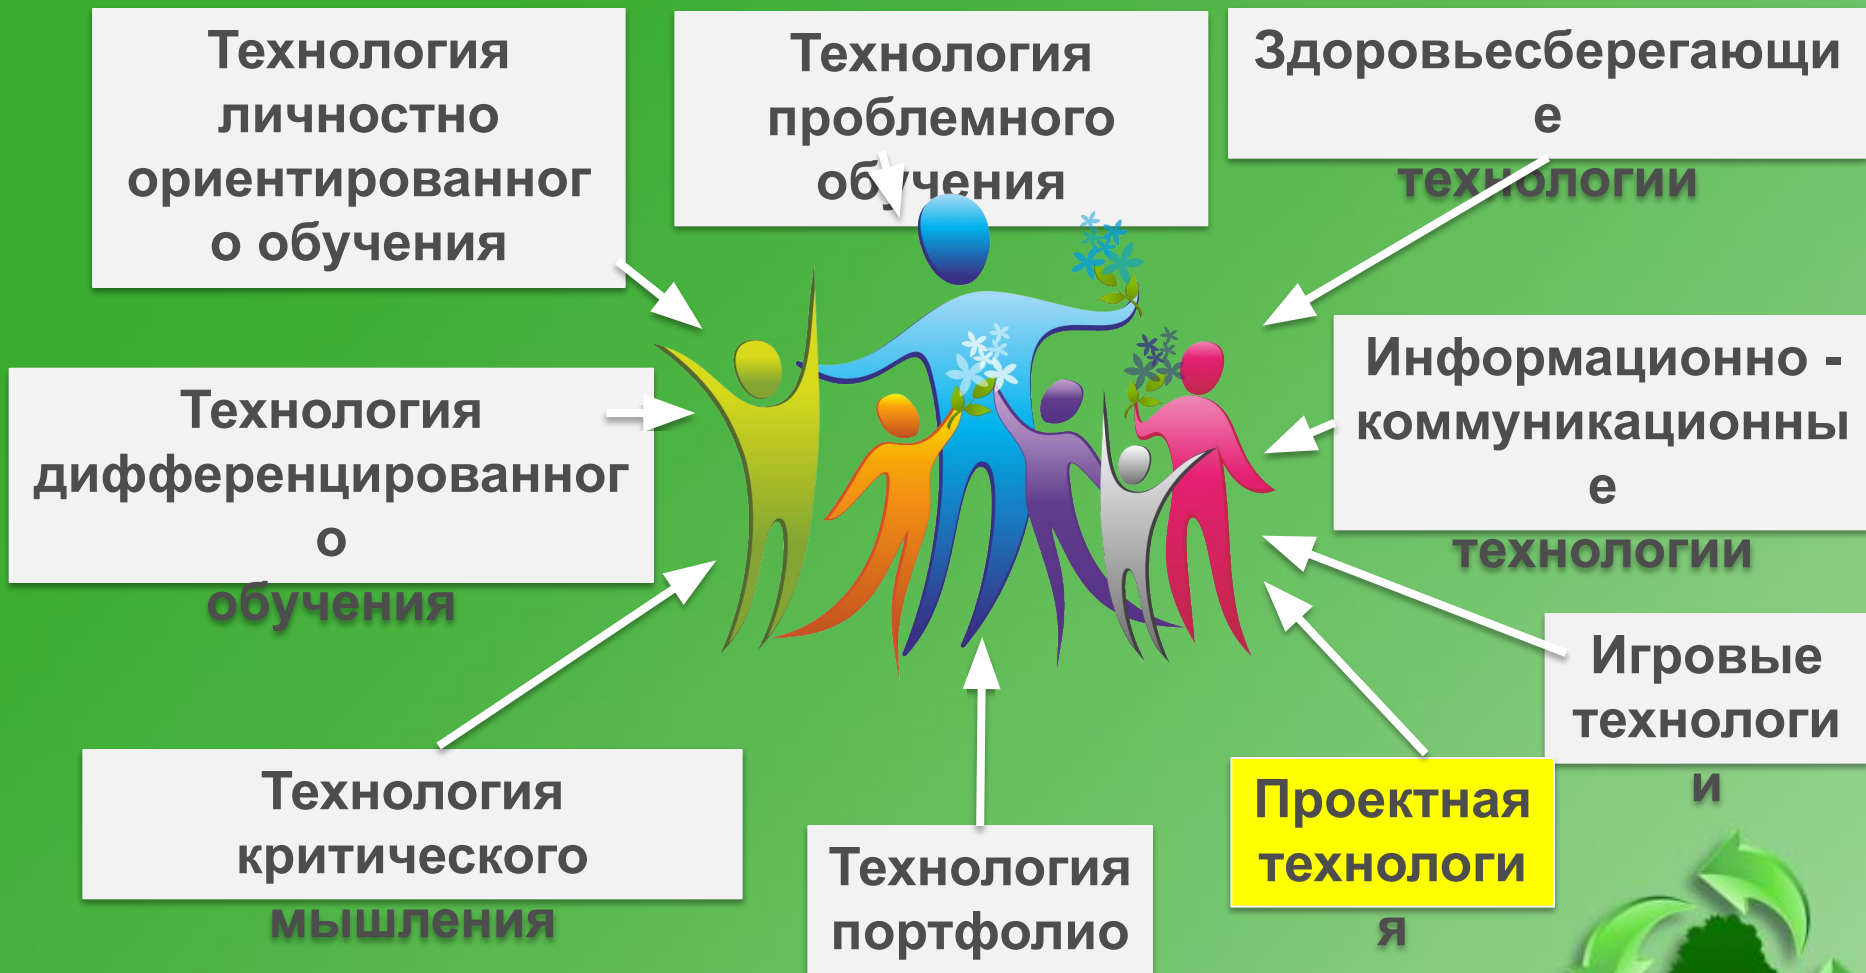 Технология
личностно
ориентированног
о обучения
Технология
проблемного
обучения
Здоровьесберегающи
е
технологии
Технология
дифференцированног
о
обучения
Информационно -
коммуникационны
е
технологии
Игровые
технологи
и
Технология
критического
мышления
Технология
портфолио
Проектная
технологи
я